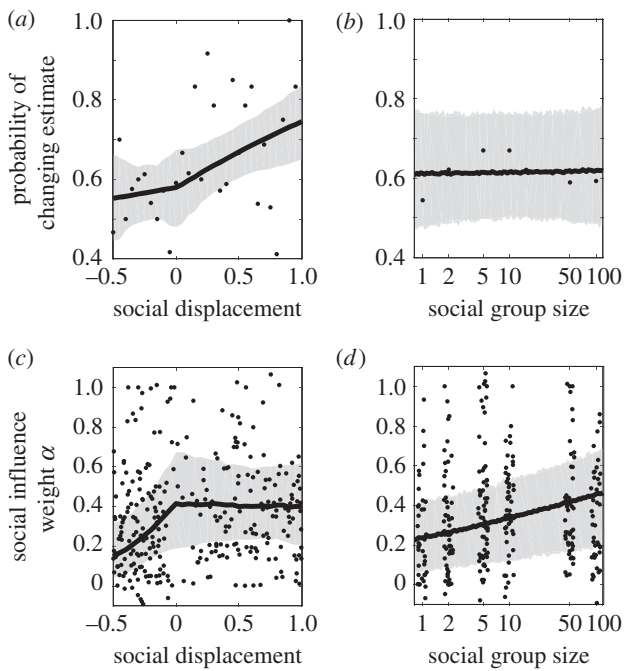 (a)
(b)
probability of
changing estimate
1.0
0.8
0.6
0.4
−0.5 0 0.5 1.0
social displacement
1.0
0.8
0.6
0.4
1 2 5 10 50 100
social group size
(c)
(d)
social influence
weight α
1.0
0.8
0.6
0.4
0.2
0
−0.5 0 0.5 1.0
social displacement
1.0
0.8
0.6
0.4
0.2
0
1 2 5 10 50 100
social group size